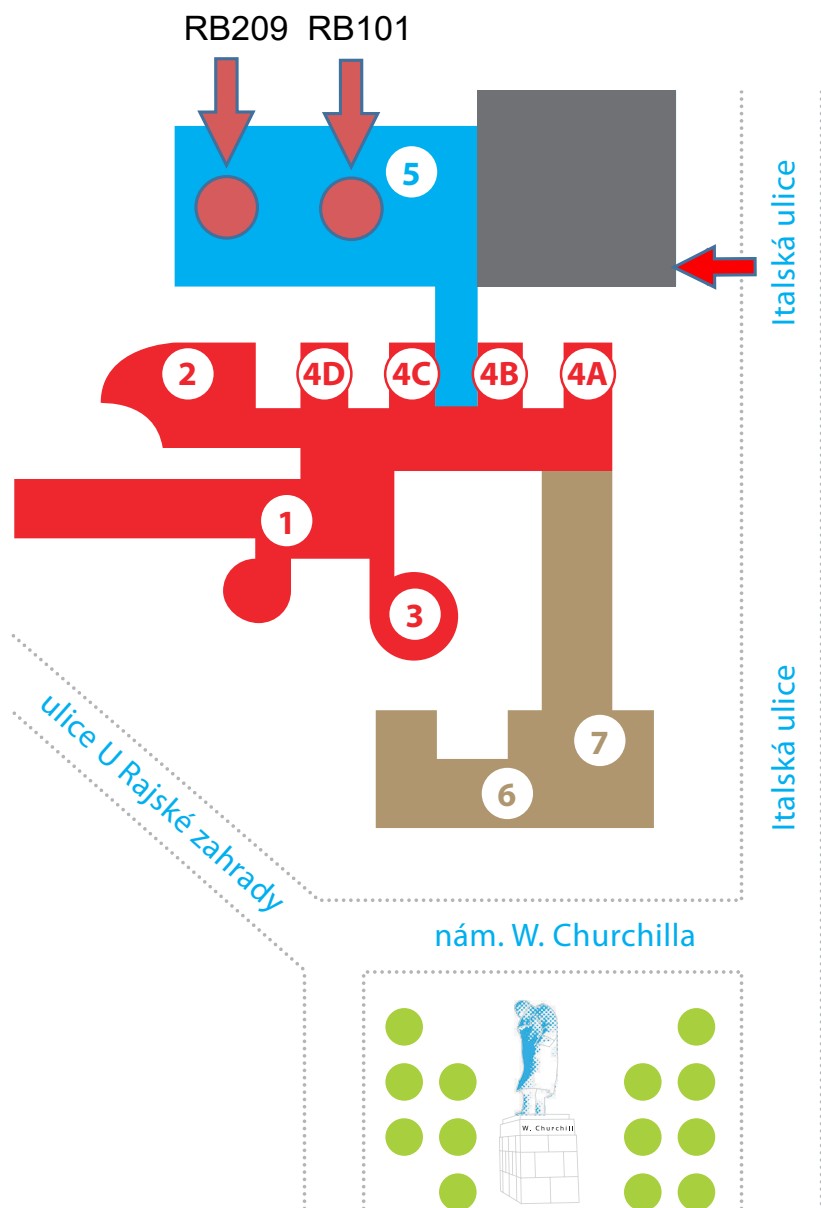 RB209 RB101
5
Italská ulice
2
4D
4C
4B
4A
1
3
ulice U Rajské zahrady
7
6
Italská ulice
nám. W. Churchilla
W. Churchill